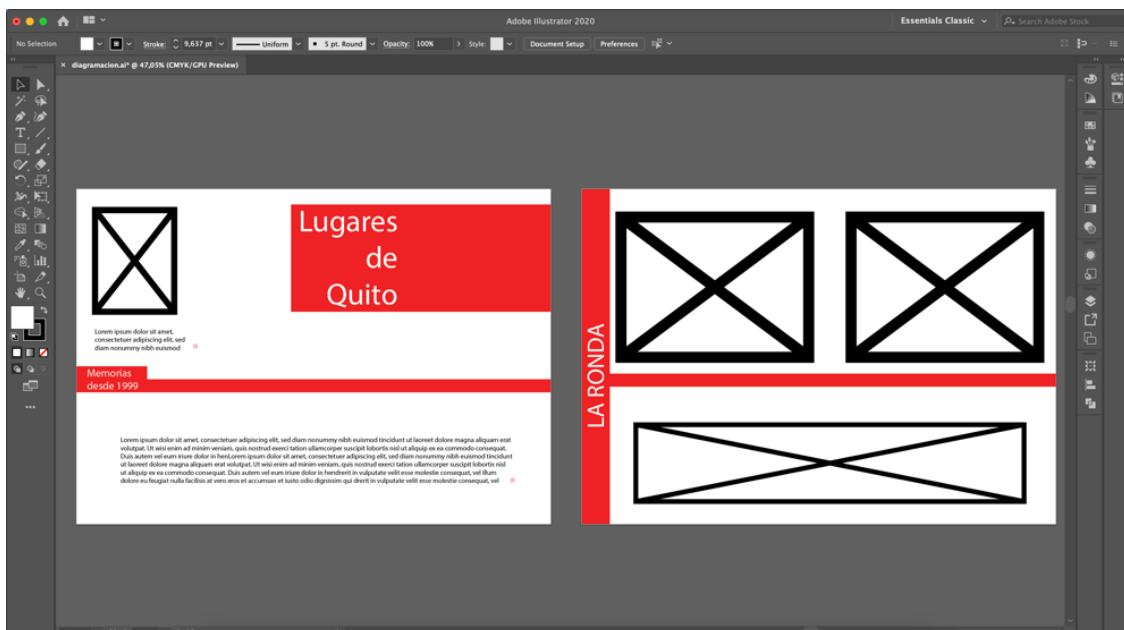 Adobe Illustrator 2020
Essentials Classic
Search Adobe Stock
No Selection
Stroke:
9,637 pt
Uniform
5 pt. Round
Opacity:
100%
Style:
Document Setup
Preferences
× diagramacion.ai* @ 47,05% (CMYK/GPU Preview)
Lugares
de
Quito
Lorem ipsum dolor sit amet,
consectetuer adipiscing elit, sed
diam nonummy nibh euismod
Memorias
desde 1999
Lorem ipsum dolor sit amet, consectetuer adipiscing elit, sed diam nonummy nibh euismod tincidunt ut laoreet dolore magna aliquam erat
volutpat. Ut wisi enim ad minim veniam, quis nostrud exerci tation ullamcorper suscipit lobortis nisl ut aliquip ex ea commodo consequat.
Duis autem vel eum iriure dolor in henLorem ipsum dolor sit amet, consectetuer adipiscing elit, sed diam nonummy nibh euismod tincidunt
ut laoreet dolore magna aliquam erat volutpat. Ut wisi enim ad minim veniam, quis nostrud exerci tation ullamcorper suscipit lobortis nisl
ut aliquip ex ea commodo consequat. Duis autem vel eum iriure dolor in hendrerit in vulputate velit esse molestie consequat, vel illum
dolore eu feugiat nulla facilisis at vero eros et accumsan et iusto odio dignissim qui drerit in vulputate velit esse molestie consequat, vel
LA RONDA